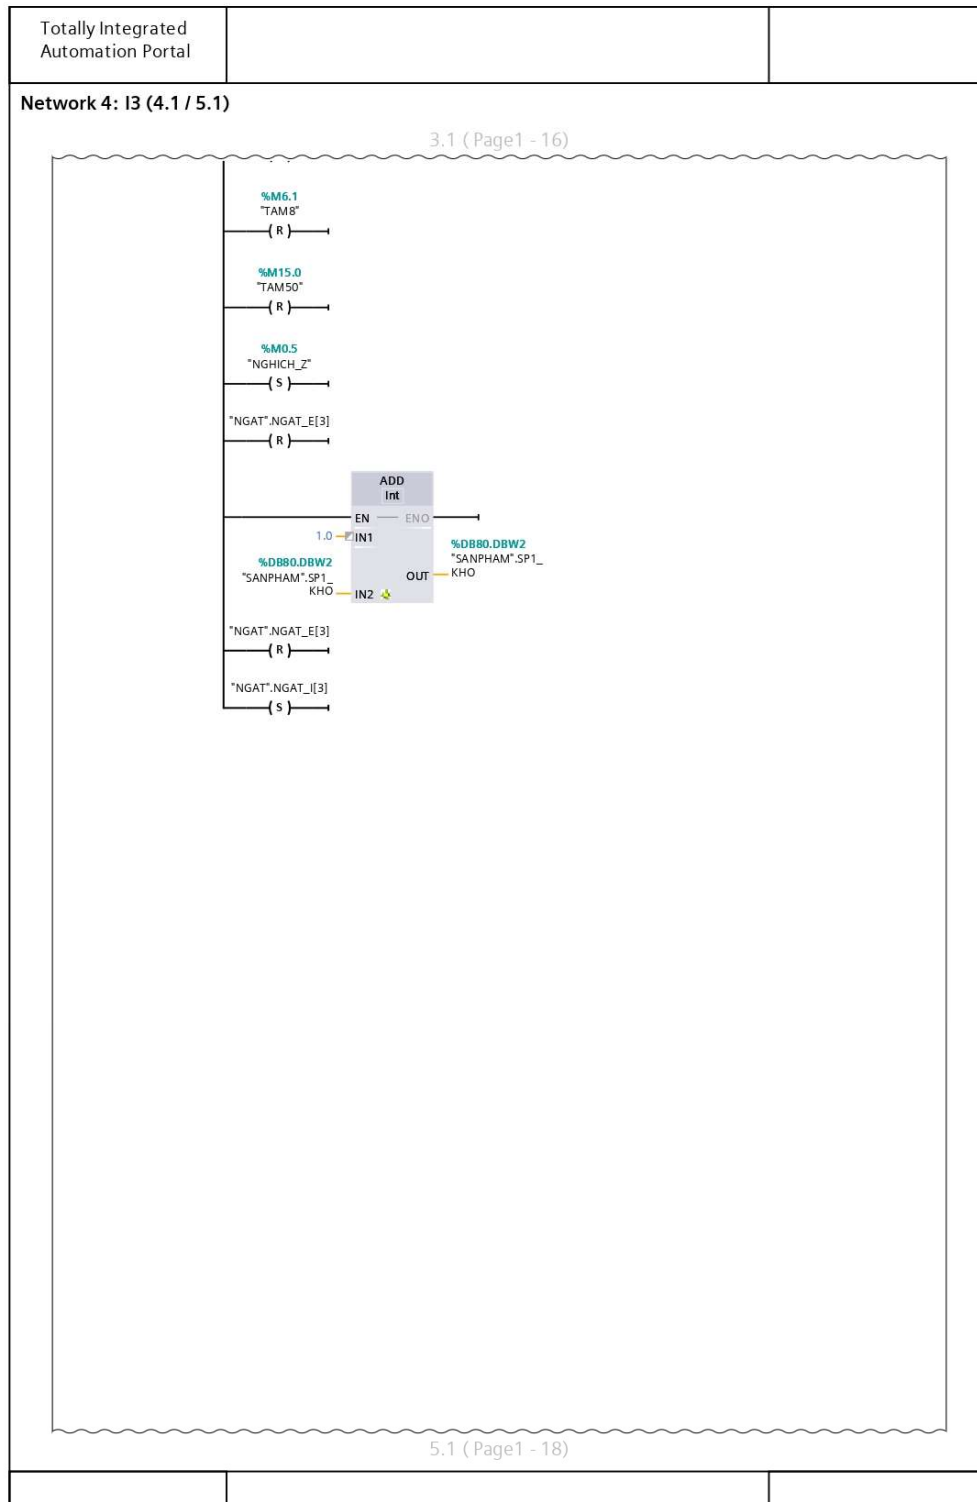 Totally Integrated
Automation Portal
Network 4: I3 (4.1 / 5.1)
3.1 ( Page1 - 16)
%M6.1
"TAM8"
( R )
%M15.0
"TAM50"
( R )
%M0.5
"NGHICH_Z"
( S )
"NGAT".NGAT_E[3]
( R )
ADD
Int
EN ENO
1.0 IN1
%DB80.DBW2
"SANPHAM".SP1_
KHO
IN2
OUT
%DB80.DBW2
"SANPHAM".SP1_
KHO
"NGAT".NGAT_E[3]
( R )
"NGAT".NGAT_I[3]
( S )
5.1 ( Page1 - 18)